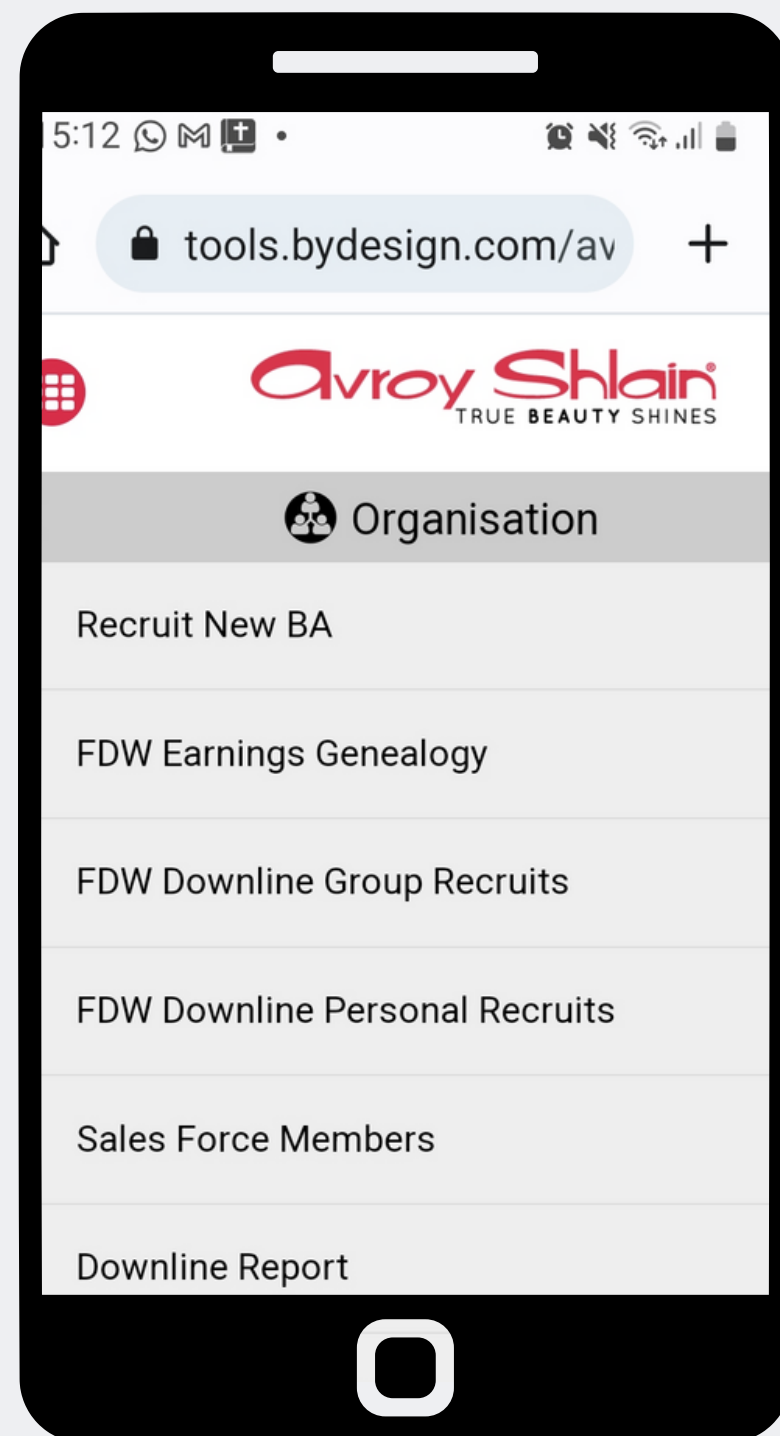 15:12
tools.bydesign.com/av
avroy Shlain®
TRUE BEAUTY SHINES
Organisation
Recruit New BA
FDW Earnings Genealogy
FDW Downline Group Recruits
FDW Downline Personal Recruits
Sales Force Members
Downline Report